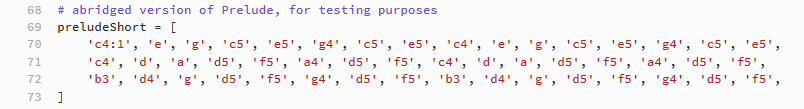 68 # abridged version of Prelude, for testing purposes
69 preludeShort = [
70 'c4:1', 'e', 'g', 'c5', 'e5', 'g4', 'c5', 'e5', 'c4', 'e', 'g', 'c5', 'e5', 'g4', 'c5', 'e5',
71 'c4', 'd', 'a', 'd5', 'f5', 'a4', 'd5', 'f5', 'c4', 'd', 'a', 'd5', 'f5', 'a4', 'd5', 'f5',
72 'b3', 'd4', 'g', 'd5', 'f5', 'g4', 'd5', 'f5', 'b3', 'd4', 'g', 'd5', 'f5', 'g4', 'd5', 'f5',
73 ]